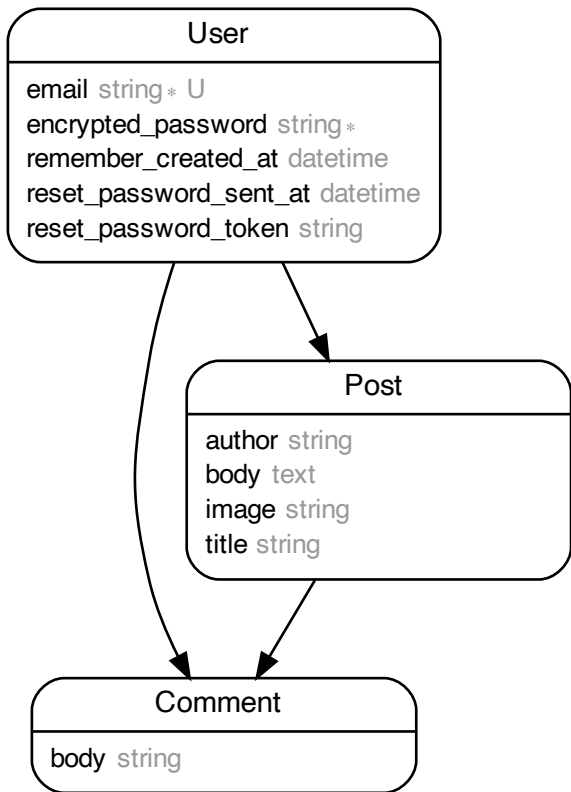 User
email string* U
encrypted_password string*
remember_created_at datetime
reset_password_sent_at datetime
reset_password_token string
Post
author string
body text
image string
title string
Comment
body string